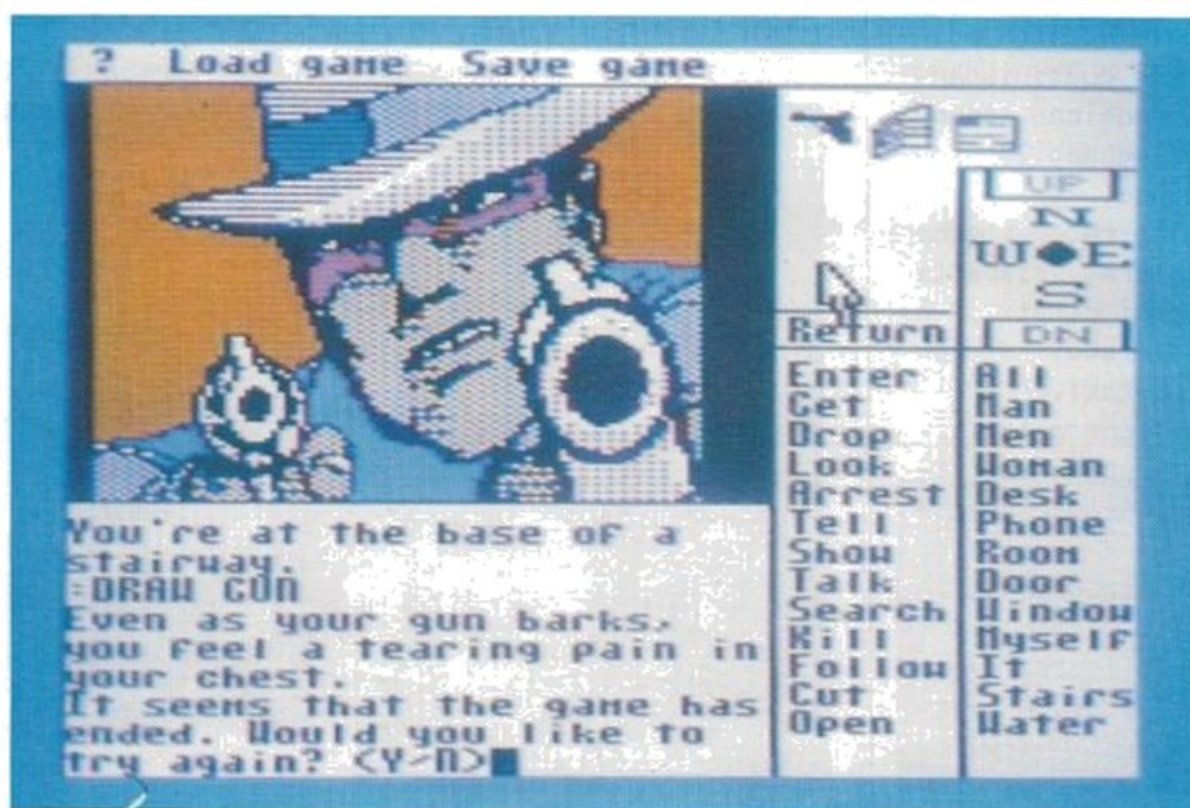 ? Load game Save game
UP
N
W E
S
Return
DN
Enter
Get
Drop
Look
Arrest
Tell
Show
Talk
Search
Kill
Follow
Cut
Open
All
Man
Men
Woman
Desk
Phone
Room
Door
Window
Myself
It
Stairs
Water
You're at the base of a
stairway.
:DRAW GUN
Even as your gun barks,
you feel a tearing pain in
your chest.
It seems that the game has
ended. Would you like to
try again? (Y/N)